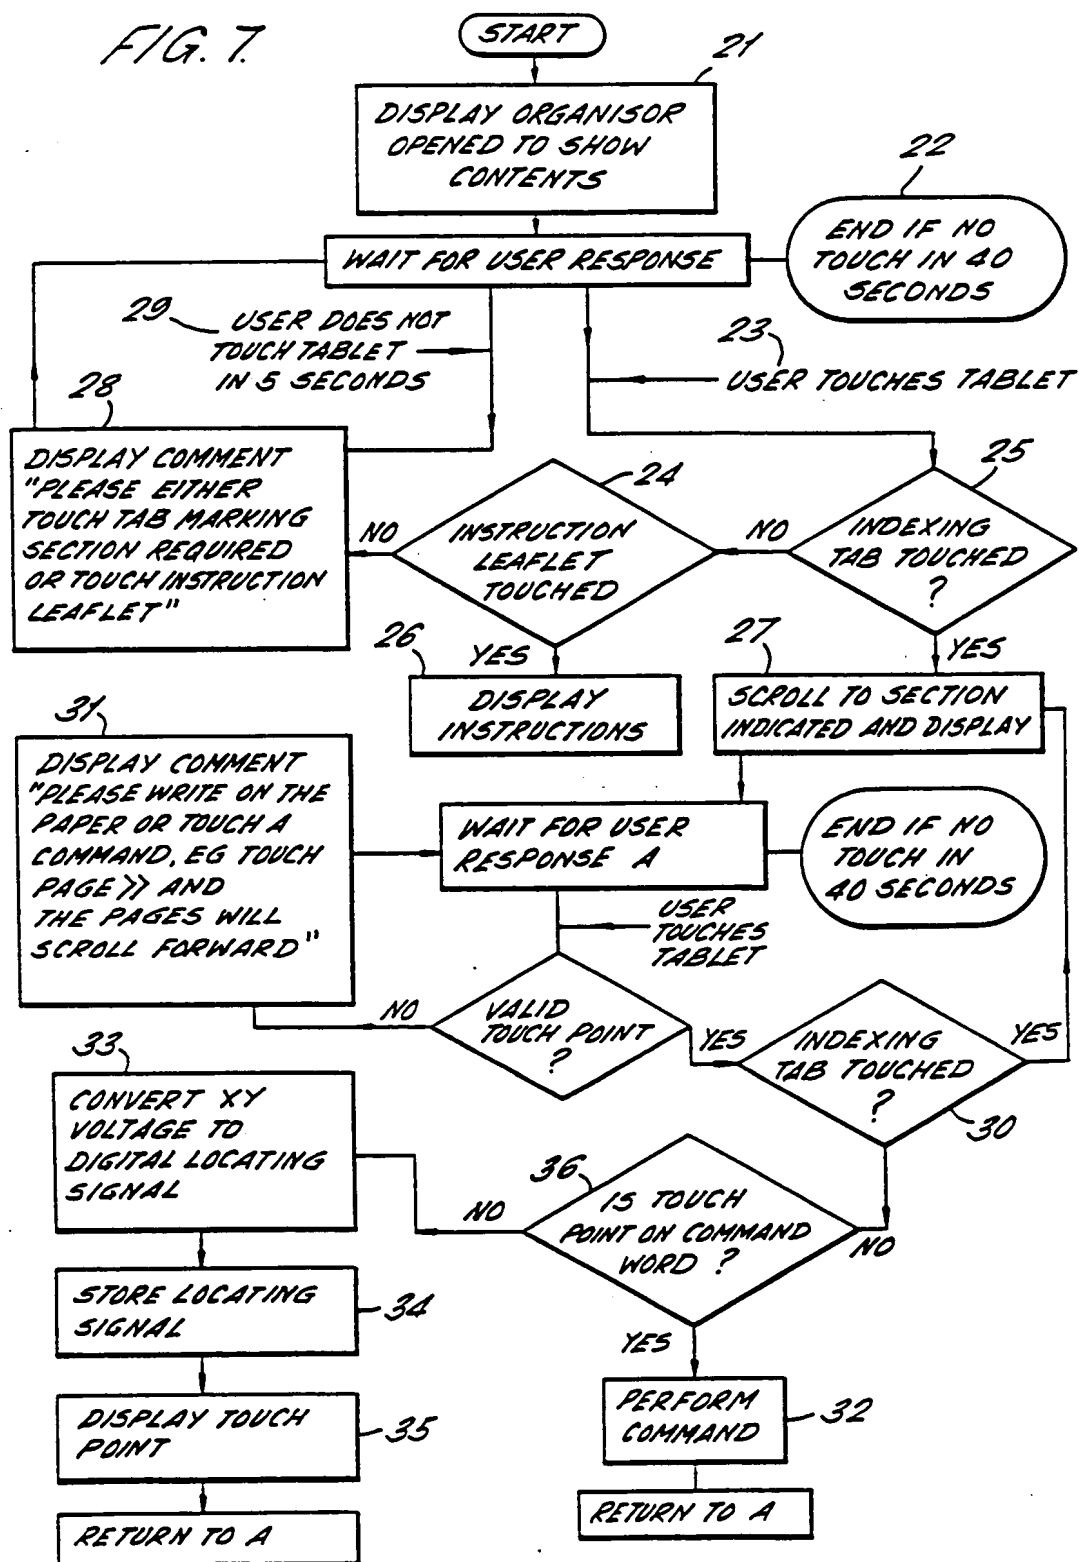 FIG. 7.
START
21
DISPLAY ORGANISOR
OPENED TO SHOW
CONTENTS
22
END IF NO
TOUCH IN 40
SECONDS
WAIT FOR USER RESPONSE
29
USER DOES NOT
TOUCH TABLET
IN 5 SECONDS
23
USER TOUCHES TABLET
28
DISPLAY COMMENT
"PLEASE EITHER
TOUCH TAB MARKING
SECTION REQUIRED
OR TOUCH INSTRUCTION
LEAFLET"
NO
24
INSTRUCTION
LEAFLET
TOUCHED
NO
25
INDEXING
TAB TOUCHED
?
YES
26
DISPLAY
INSTRUCTIONS
YES
27
SCROLL TO SECTION
INDICATED AND DISPLAY
31
DISPLAY COMMENT
"PLEASE WRITE ON THE
PAPER OR TOUCH A
COMMAND, EG TOUCH
PAGE >> AND
THE PAGES WILL
SCROLL FORWARD"
WAIT FOR USER
RESPONSE A
END IF NO
TOUCH IN
40 SECONDS
USER
TOUCHES
TABLET
NO
VALID
TOUCH POINT
?
YES
INDEXING
TAB TOUCHED
?
YES
30
33
CONVERT XY
VOLTAGE TO
DIGITAL LOCATING
SIGNAL
NO
36
IS TOUCH
POINT ON COMMAND
WORD ?
NO
STORE LOCATING
SIGNAL
34
YES
DISPLAY TOUCH
POINT
35
PERFORM
COMMAND
32
RETURN TO A
RETURN TO A